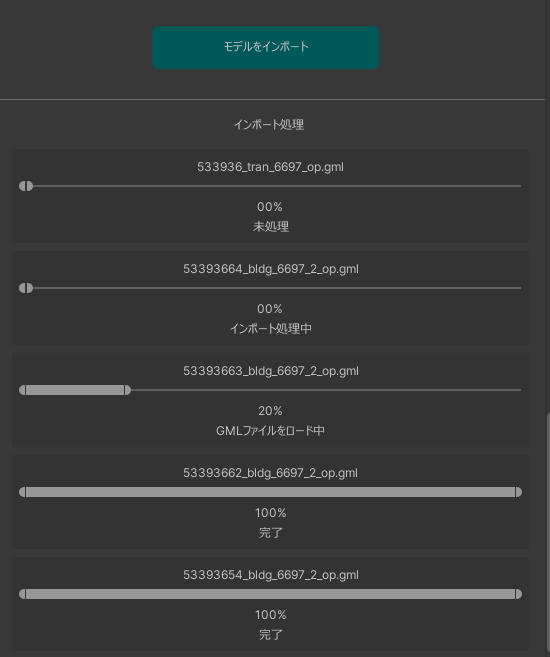 モデルをインポート
インポート処理
533936_tran_6697_op.gml
00%
未処理
53393664_bldg_6697_2_op.gml
00%
インポート処理中
53393663_bldg_6697_2_op.gml
20%
GMLファイルをロード中
53393662_bldg_6697_2_op.gml
100%
完了
53393654_bldg_6697_2_op.gml
100%
完了